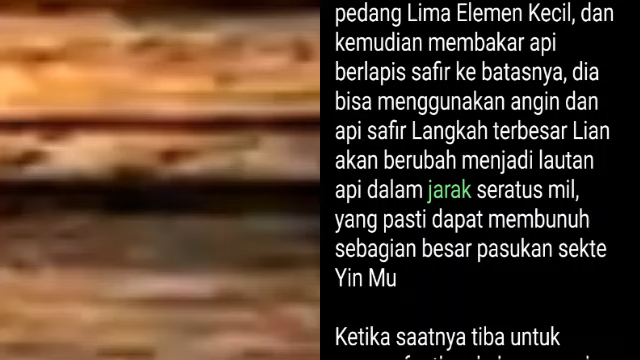 pedang Lima Elemen Kecil, dan
kemudian membakar api
berlapis safir ke batasnya, dia
bisa menggunakan angin dan
api safir Langkah terbesar Lian
akan berubah menjadi lautan
api dalam jarak seratus mil,
yang pasti dapat membunuh
sebagian besar pasukan sekte
Yin Mu
Ketika saatnya tiba untuk